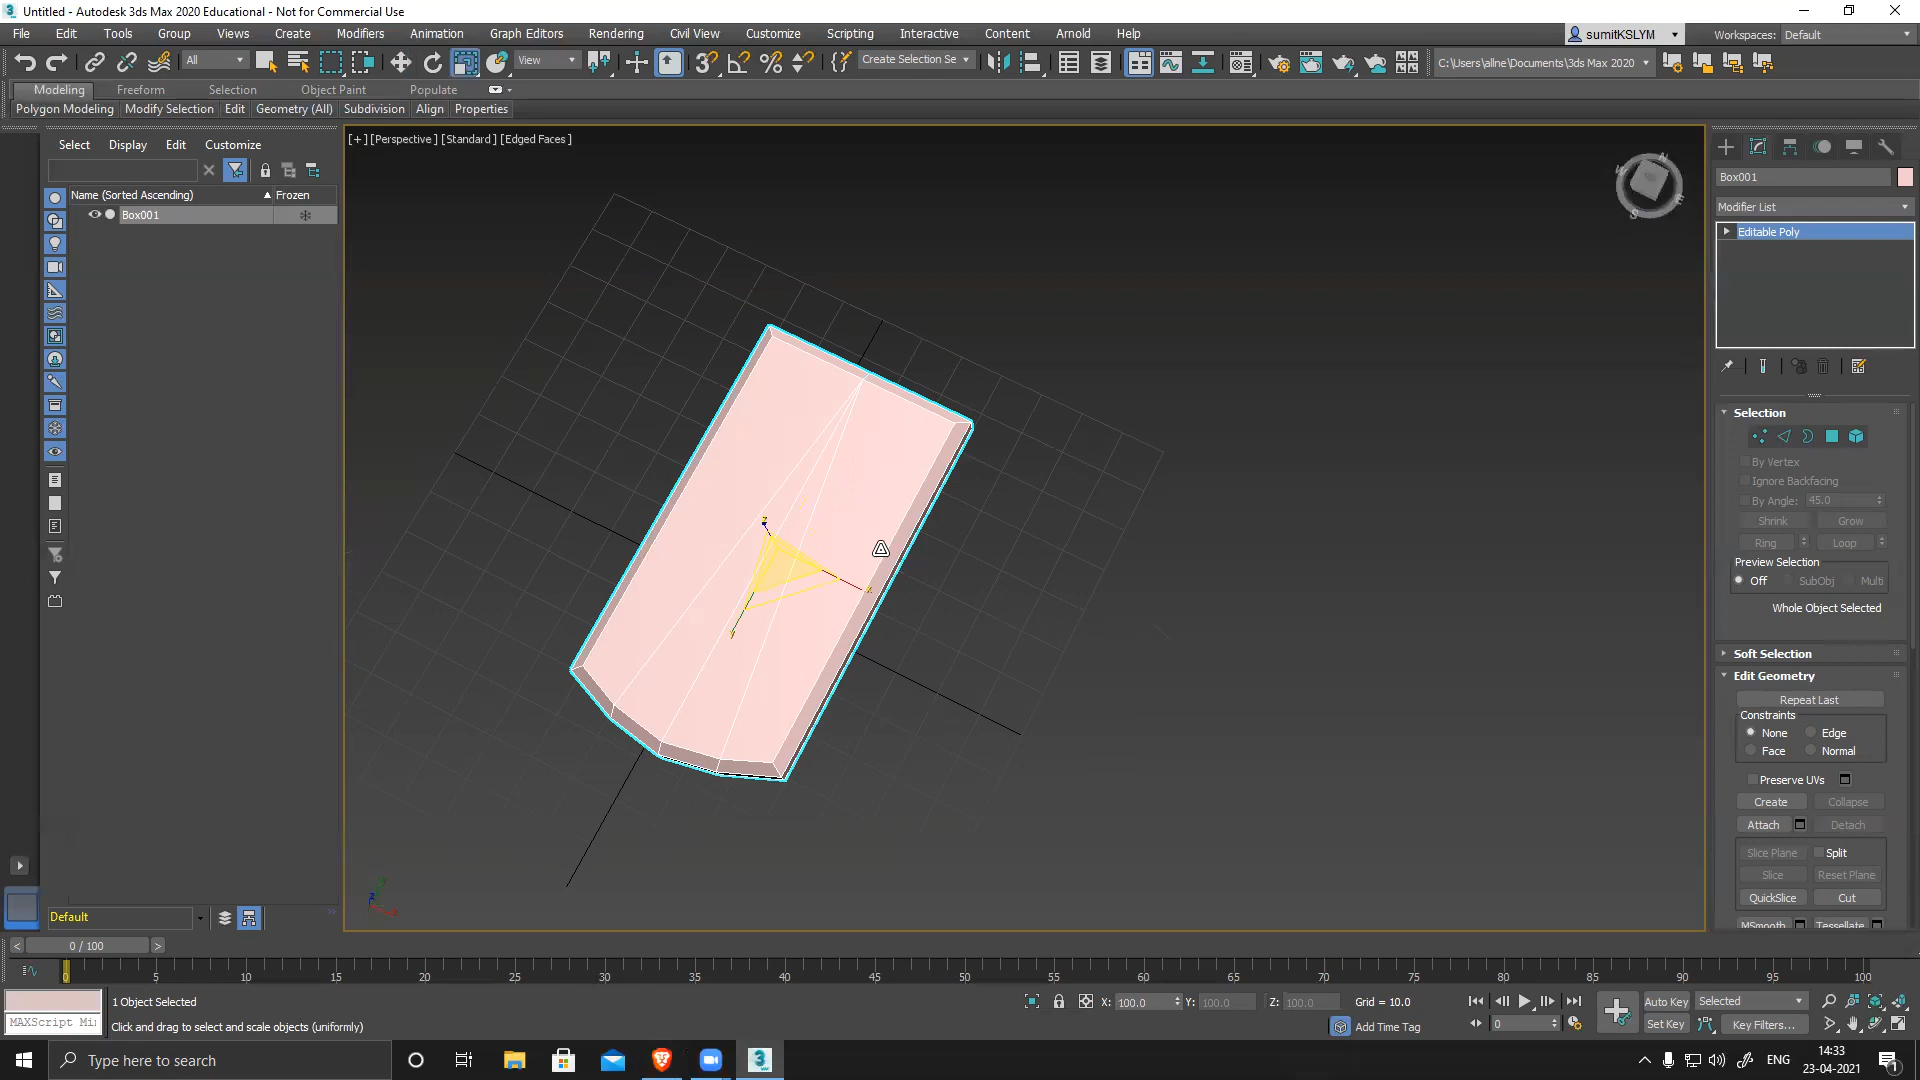 Untitled - Autodesk 3ds Max 2020 Educational - Not for Commercial Use
File Edit Tools Group Views Create Modifiers Animation Graph Editors Rendering Civil View Customize Scripting Interactive Content Arnold Help sumitKSLYM Workspaces: Default
All View Create Selection Se C:\Users\allne\Documents\3ds Max 2020
Modeling Freeform Selection Object Paint Populate
Polygon Modeling Modify Selection Edit Geometry (All) Subdivision Align Properties
Select Display Edit Customize
[+] [Perspective] [Standard] [Edged Faces]
Name (Sorted Ascending) Frozen
Box001
Box001
Modifier List
Editable Poly
Selection
By Vertex
Ignore Backfacing
By Angle: 45.0
Shrink Grow
Ring Loop
Preview Selection
Off SubObj Multi
Whole Object Selected
Soft Selection
Edit Geometry
Repeat Last
Constraints
None Edge
Face Normal
Preserve UVs
Create Collapse
Attach Detach
Slice Plane Split
Slice Reset Plane
QuickSlice Cut
MSmooth Tessellate
Default
< 0 / 100 >
0 5 10 15 20 25 30 35 40 45 50 55 60 65 70 75 80 85 90 95 100
1 Object Selected
X: 100.0 Y: 100.0 Z: 100.0 Grid = 10.0
Auto Key Selected
MAXScript Mi
Click and drag to select and scale objects (uniformly)
Add Time Tag
0
Set Key Key Filters...
Type here to search
ENG
14:33
23-04-2021